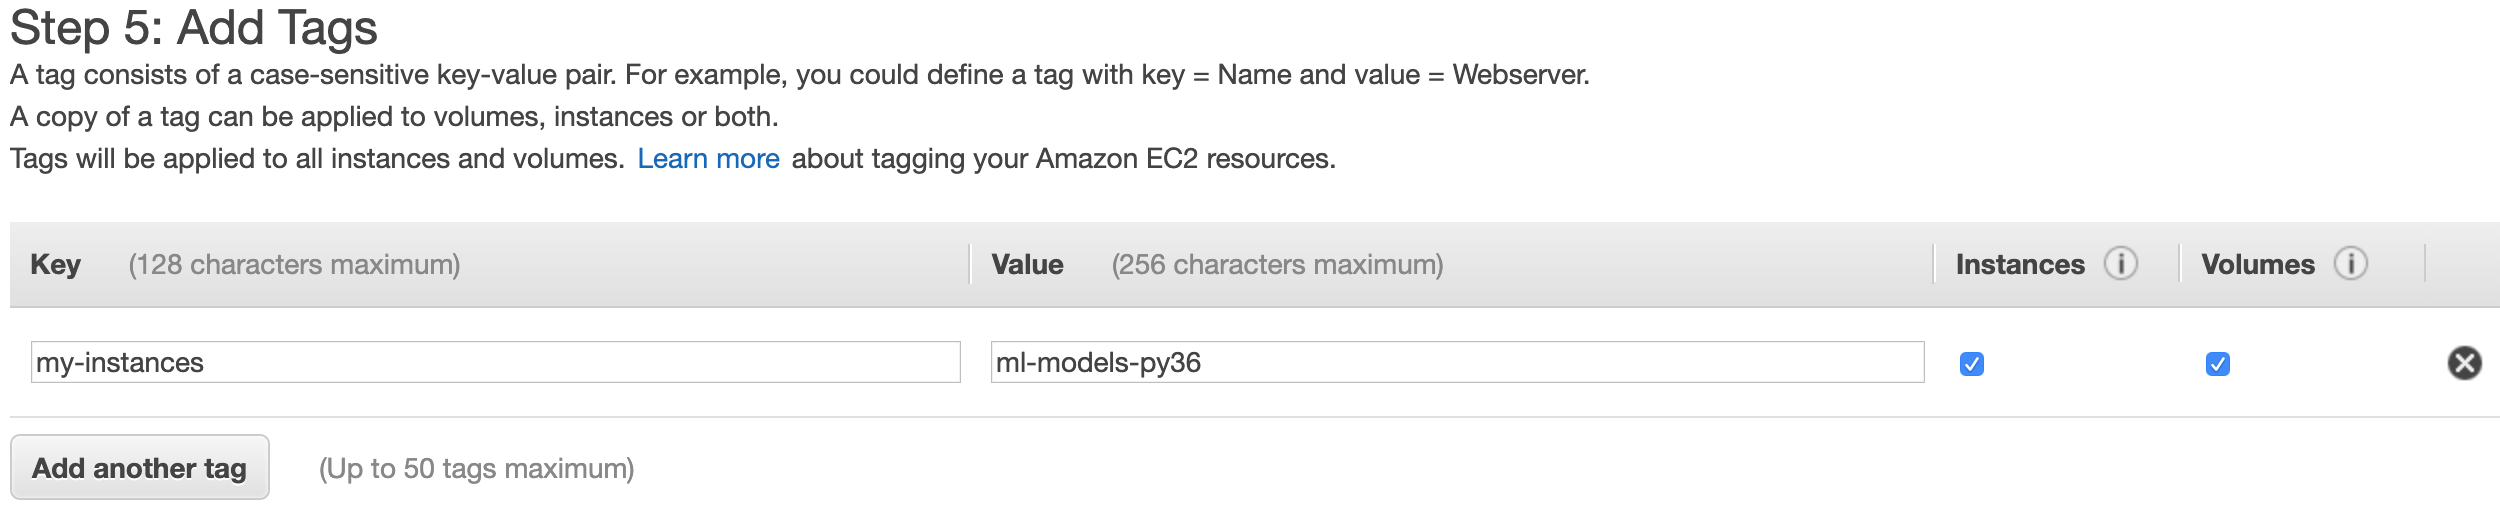 Step 5: Add Tags
A tag consists of a case-sensitive key-value pair. For example, you could define a tag with key = Name and value = Webserver.
A copy of a tag can be applied to volumes, instances or both.
Tags will be applied to all instances and volumes. Learn more about tagging your Amazon EC2 resources.
Key (128 characters maximum) Value (256 characters maximum) Instances i Volumes i
my-instances ml-models-py36
Add another tag (Up to 50 tags maximum)